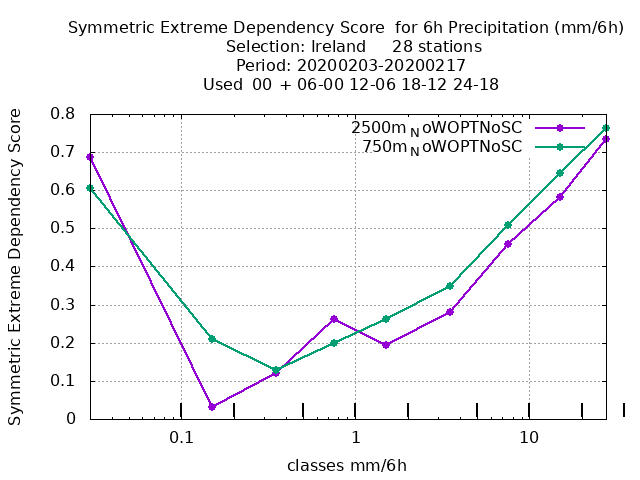 Symmetric Extreme Dependency Score  for 6h Precipitation (mm/6h)
Selection: Ireland     28 stations
Period: 20200203-20200217
Used  00  + 06-00 12-06 18-12 24-18
2500m_NoWOPTNoSC
750m_NoWOPTNoSC
Symmetric Extreme Dependency Score
0.8
0.7
0.6
0.5
0.4
0.3
0.2
0.1
0
0.1 1 10
classes mm/6h